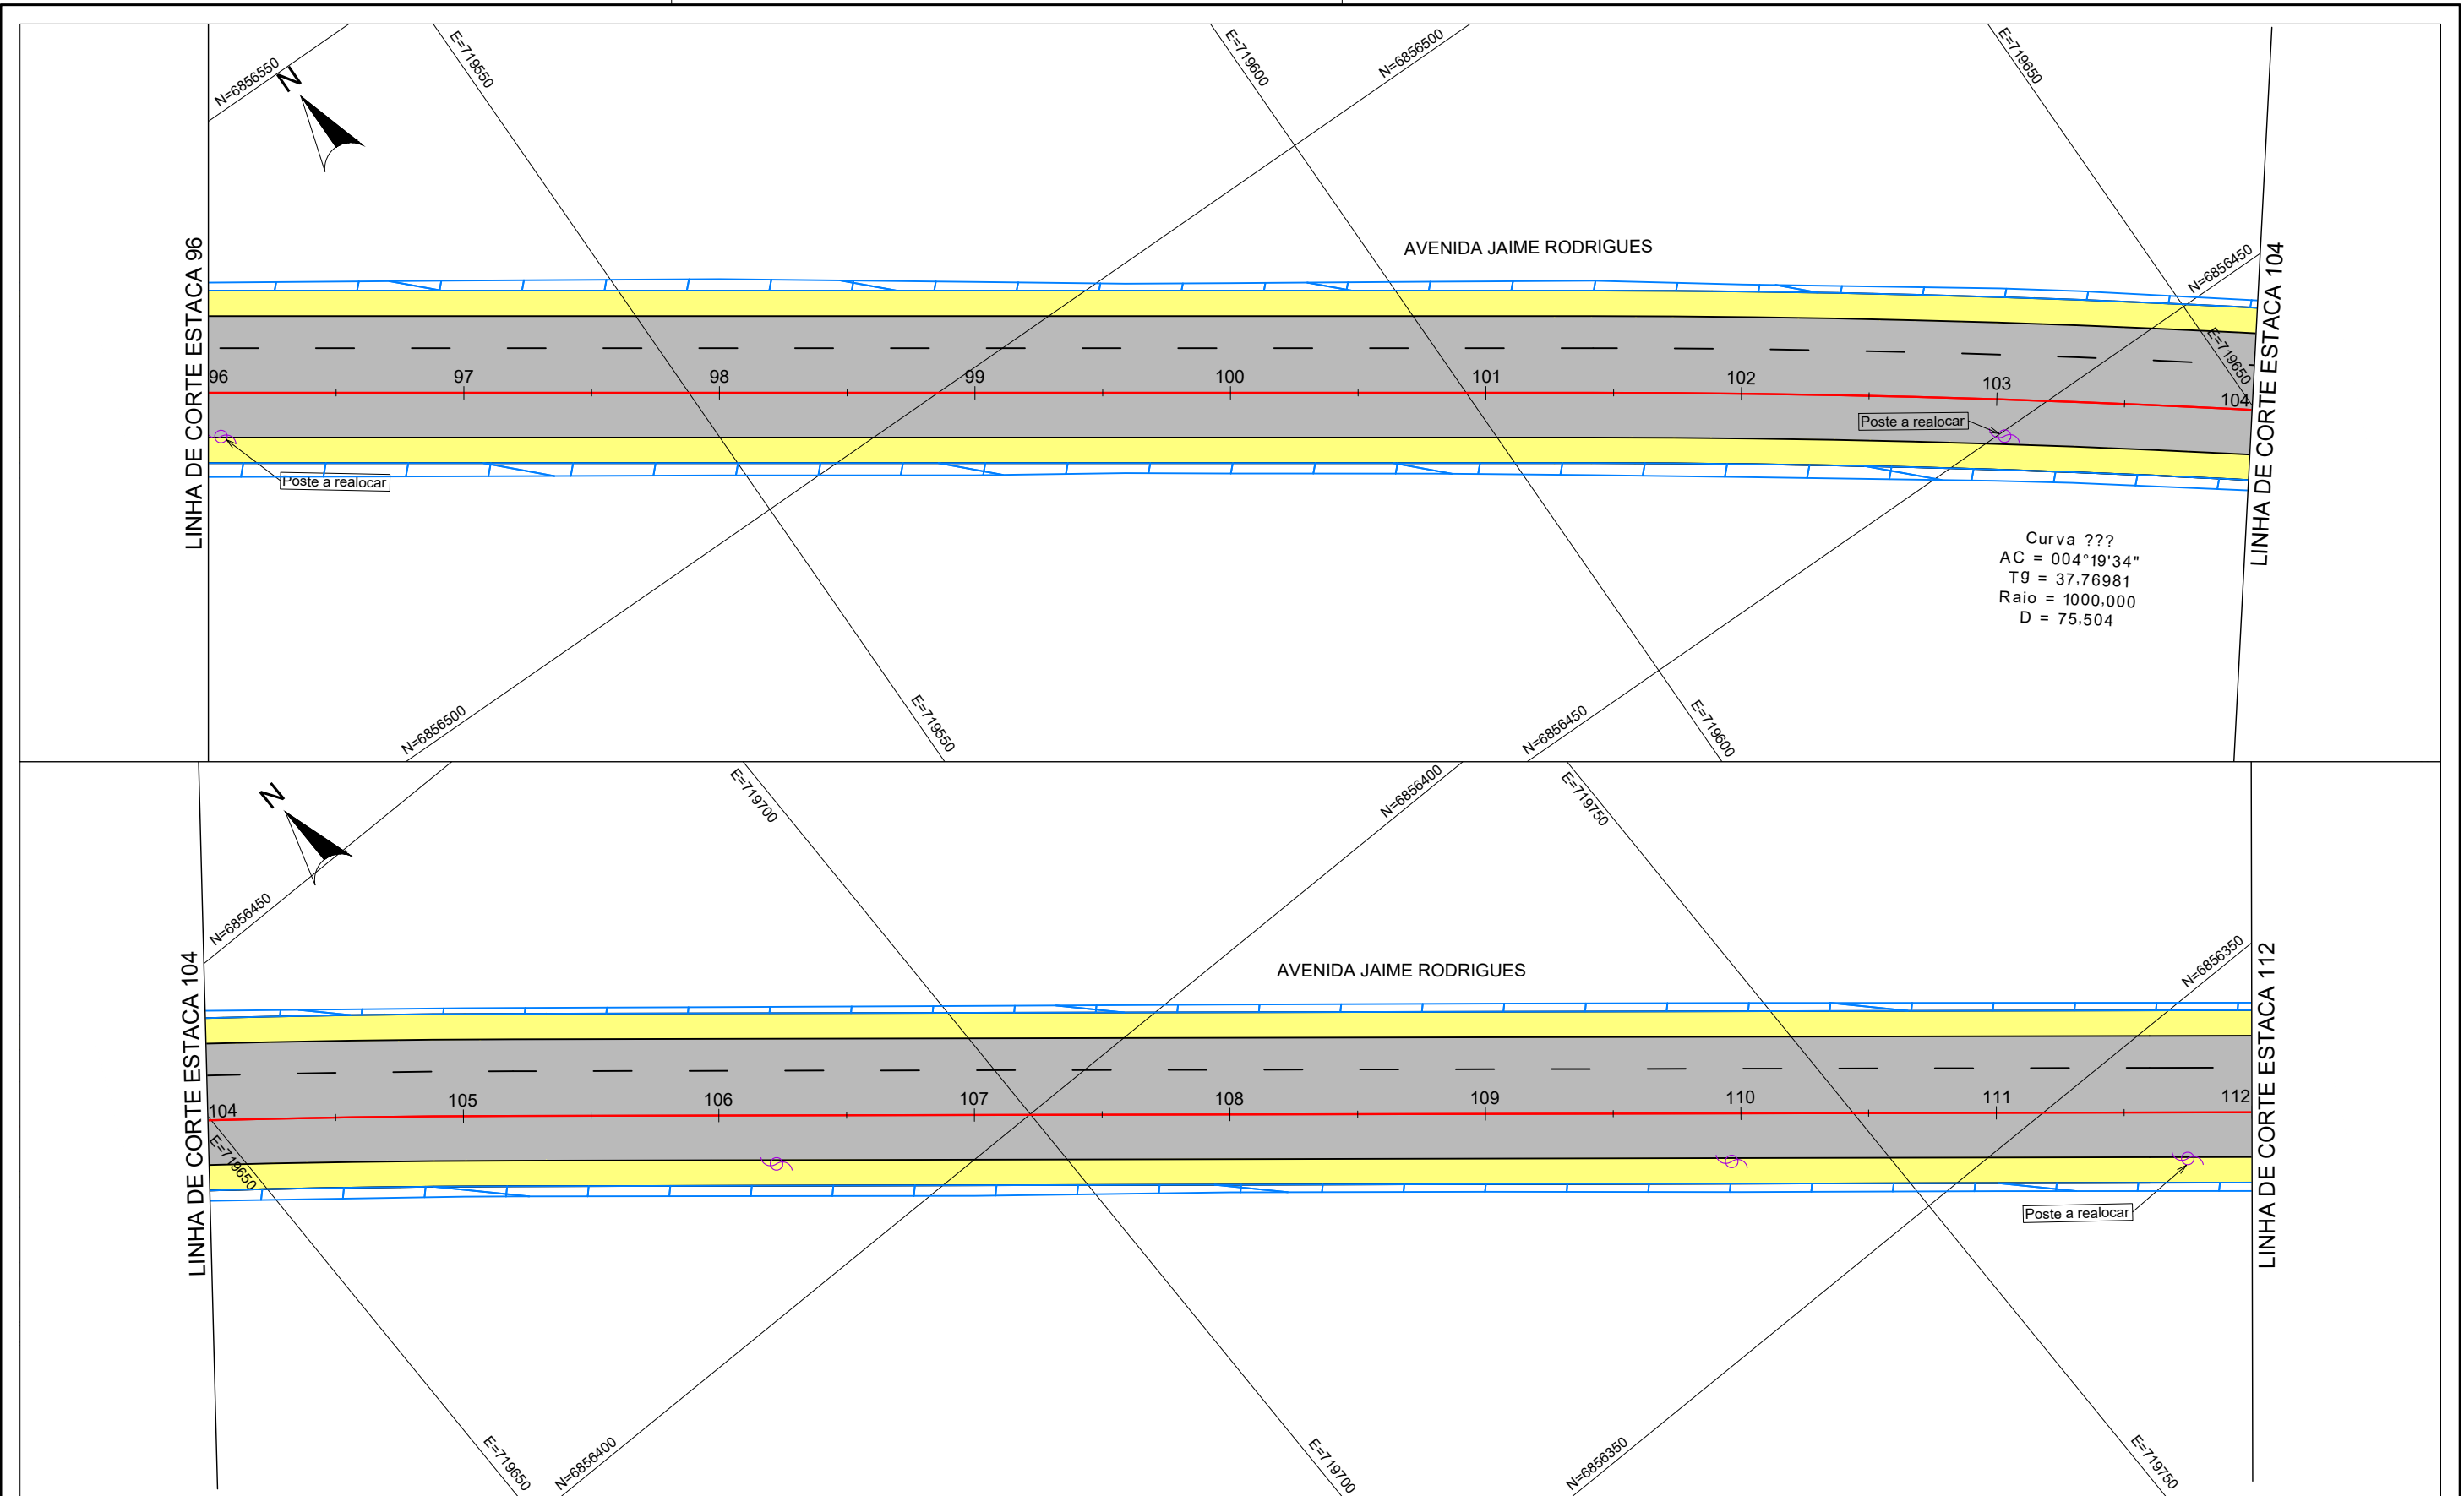 E=719550
E=719600
N=6856500
E=719650
N=6856550
N
AVENIDA JAIME RODRIGUES
N=6856450
LINHA DE CORTE ESTACA 96
LINHA DE CORTE ESTACA 104
E=719650
96
97
98
99
100
101
102
103
104
Poste a realocar
Poste a realocar
Curva ???
AC = 004°19'34"
Tg = 37,76981
Raio = 1000,000
D = 75,504
N=6856500
E=719550
N=6856450
E=719600
N
E=719700
N=6856400
E=719750
N=6856450
AVENIDA JAIME RODRIGUES
N=6856350
LINHA DE CORTE ESTACA 104
LINHA DE CORTE ESTACA 112
104
105
106
107
108
109
110
111
112
E=719650
Poste a realocar
E=719650
N=6856400
E=719700
N=6856350
E=719750